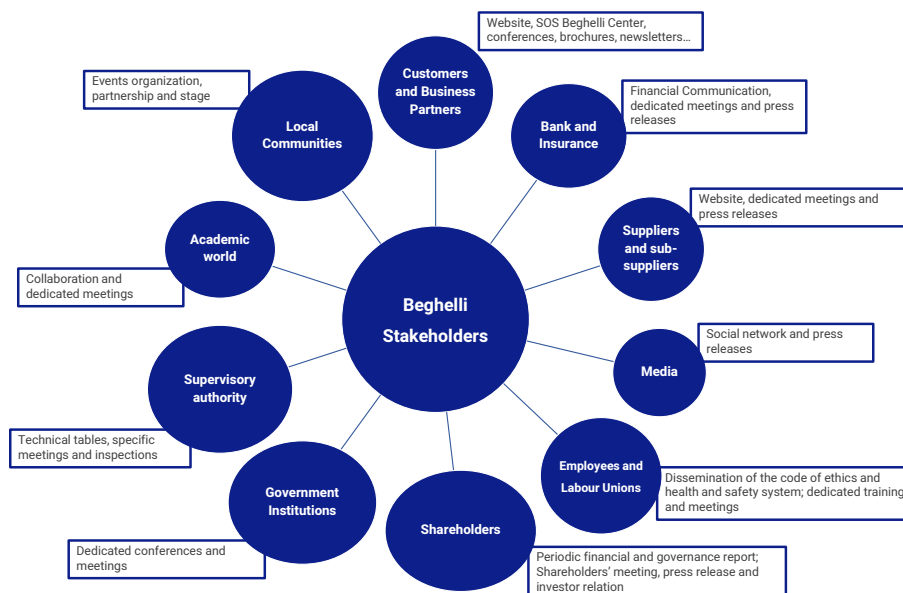 Website, SOS Beghelli Center,
conferences, brochures, newsletters…
Customers
and Business
Partners
Events organization,
partnership and stage
Local
Communities
Financial Communication,
dedicated meetings and press
releases
Bank and
Insurance
Website, dedicated meetings and
press releases
Suppliers
and sub-
suppliers
Academic
world
Collaboration and
dedicated meetings
Beghelli
Stakeholders
Social network and press
releases
Media
Supervisory
authority
Technical tables, specific
meetings and inspections
Employees and
Labour Unions
Dissemination of the code of ethics and
health and safety system; dedicated training
and meetings
Government
Institutions
Dedicated conferences and
meetings
Shareholders
Periodic financial and governance report;
Shareholders’ meeting, press release and
investor relation